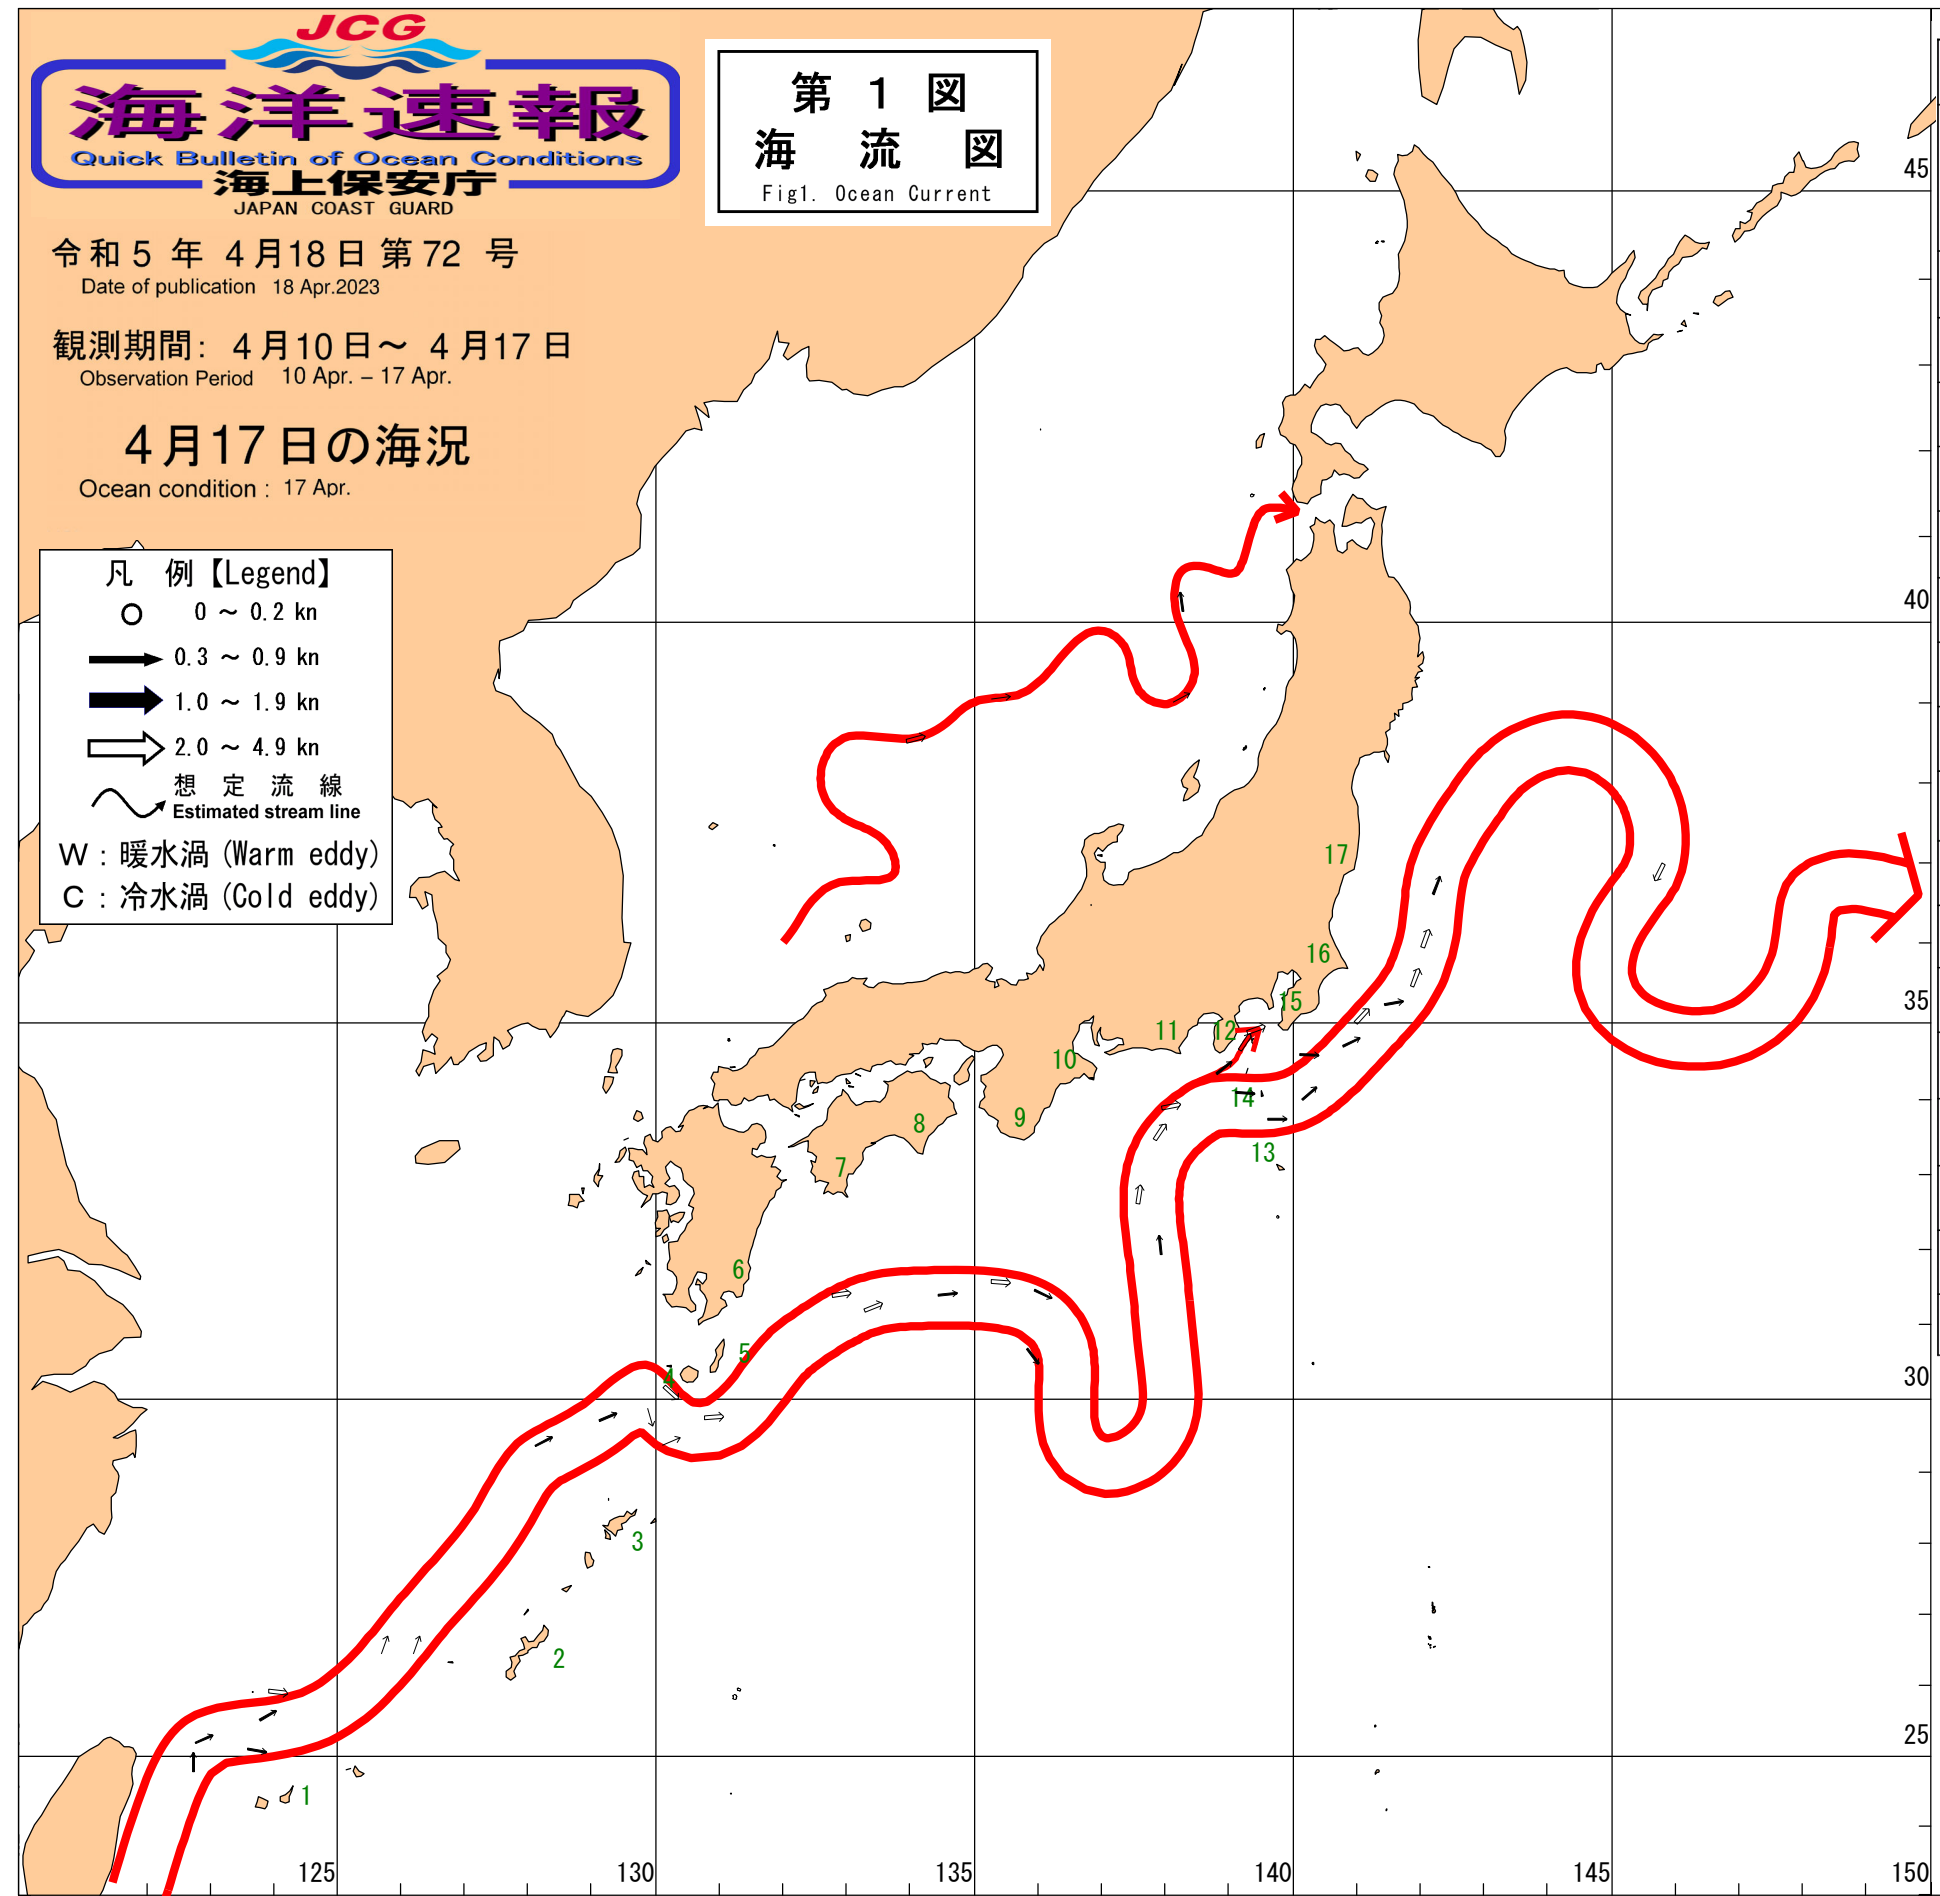 JCG
海洋速報
Quick Bulletin of Ocean Conditions
海上保安庁
JAPAN COAST GUARD
第 1 図
海 流 図
Fig1. Ocean Current
令和 5 年 4月18日 第72 号
Date of publication 18 Apr.2023
観測期間: 4月10日～ 4月17日
Observation Period 10 Apr. – 17 Apr.
4月17日の海況
Ocean condition : 17 Apr.
凡 例【Legend】
0 ～ 0.2 kn
0.3 ～ 0.9 kn
1.0 ～ 1.9 kn
2.0 ～ 4.9 kn
想 定 流 線
Estimated stream line
W : 暖水渦 (Warm eddy)
C : 冷水渦 (Cold eddy)
45
40
35
30
25
17
16
15
12
11
10
14
9
8
13
7
6
5
4
3
2
1
125
130
135
140
145
150